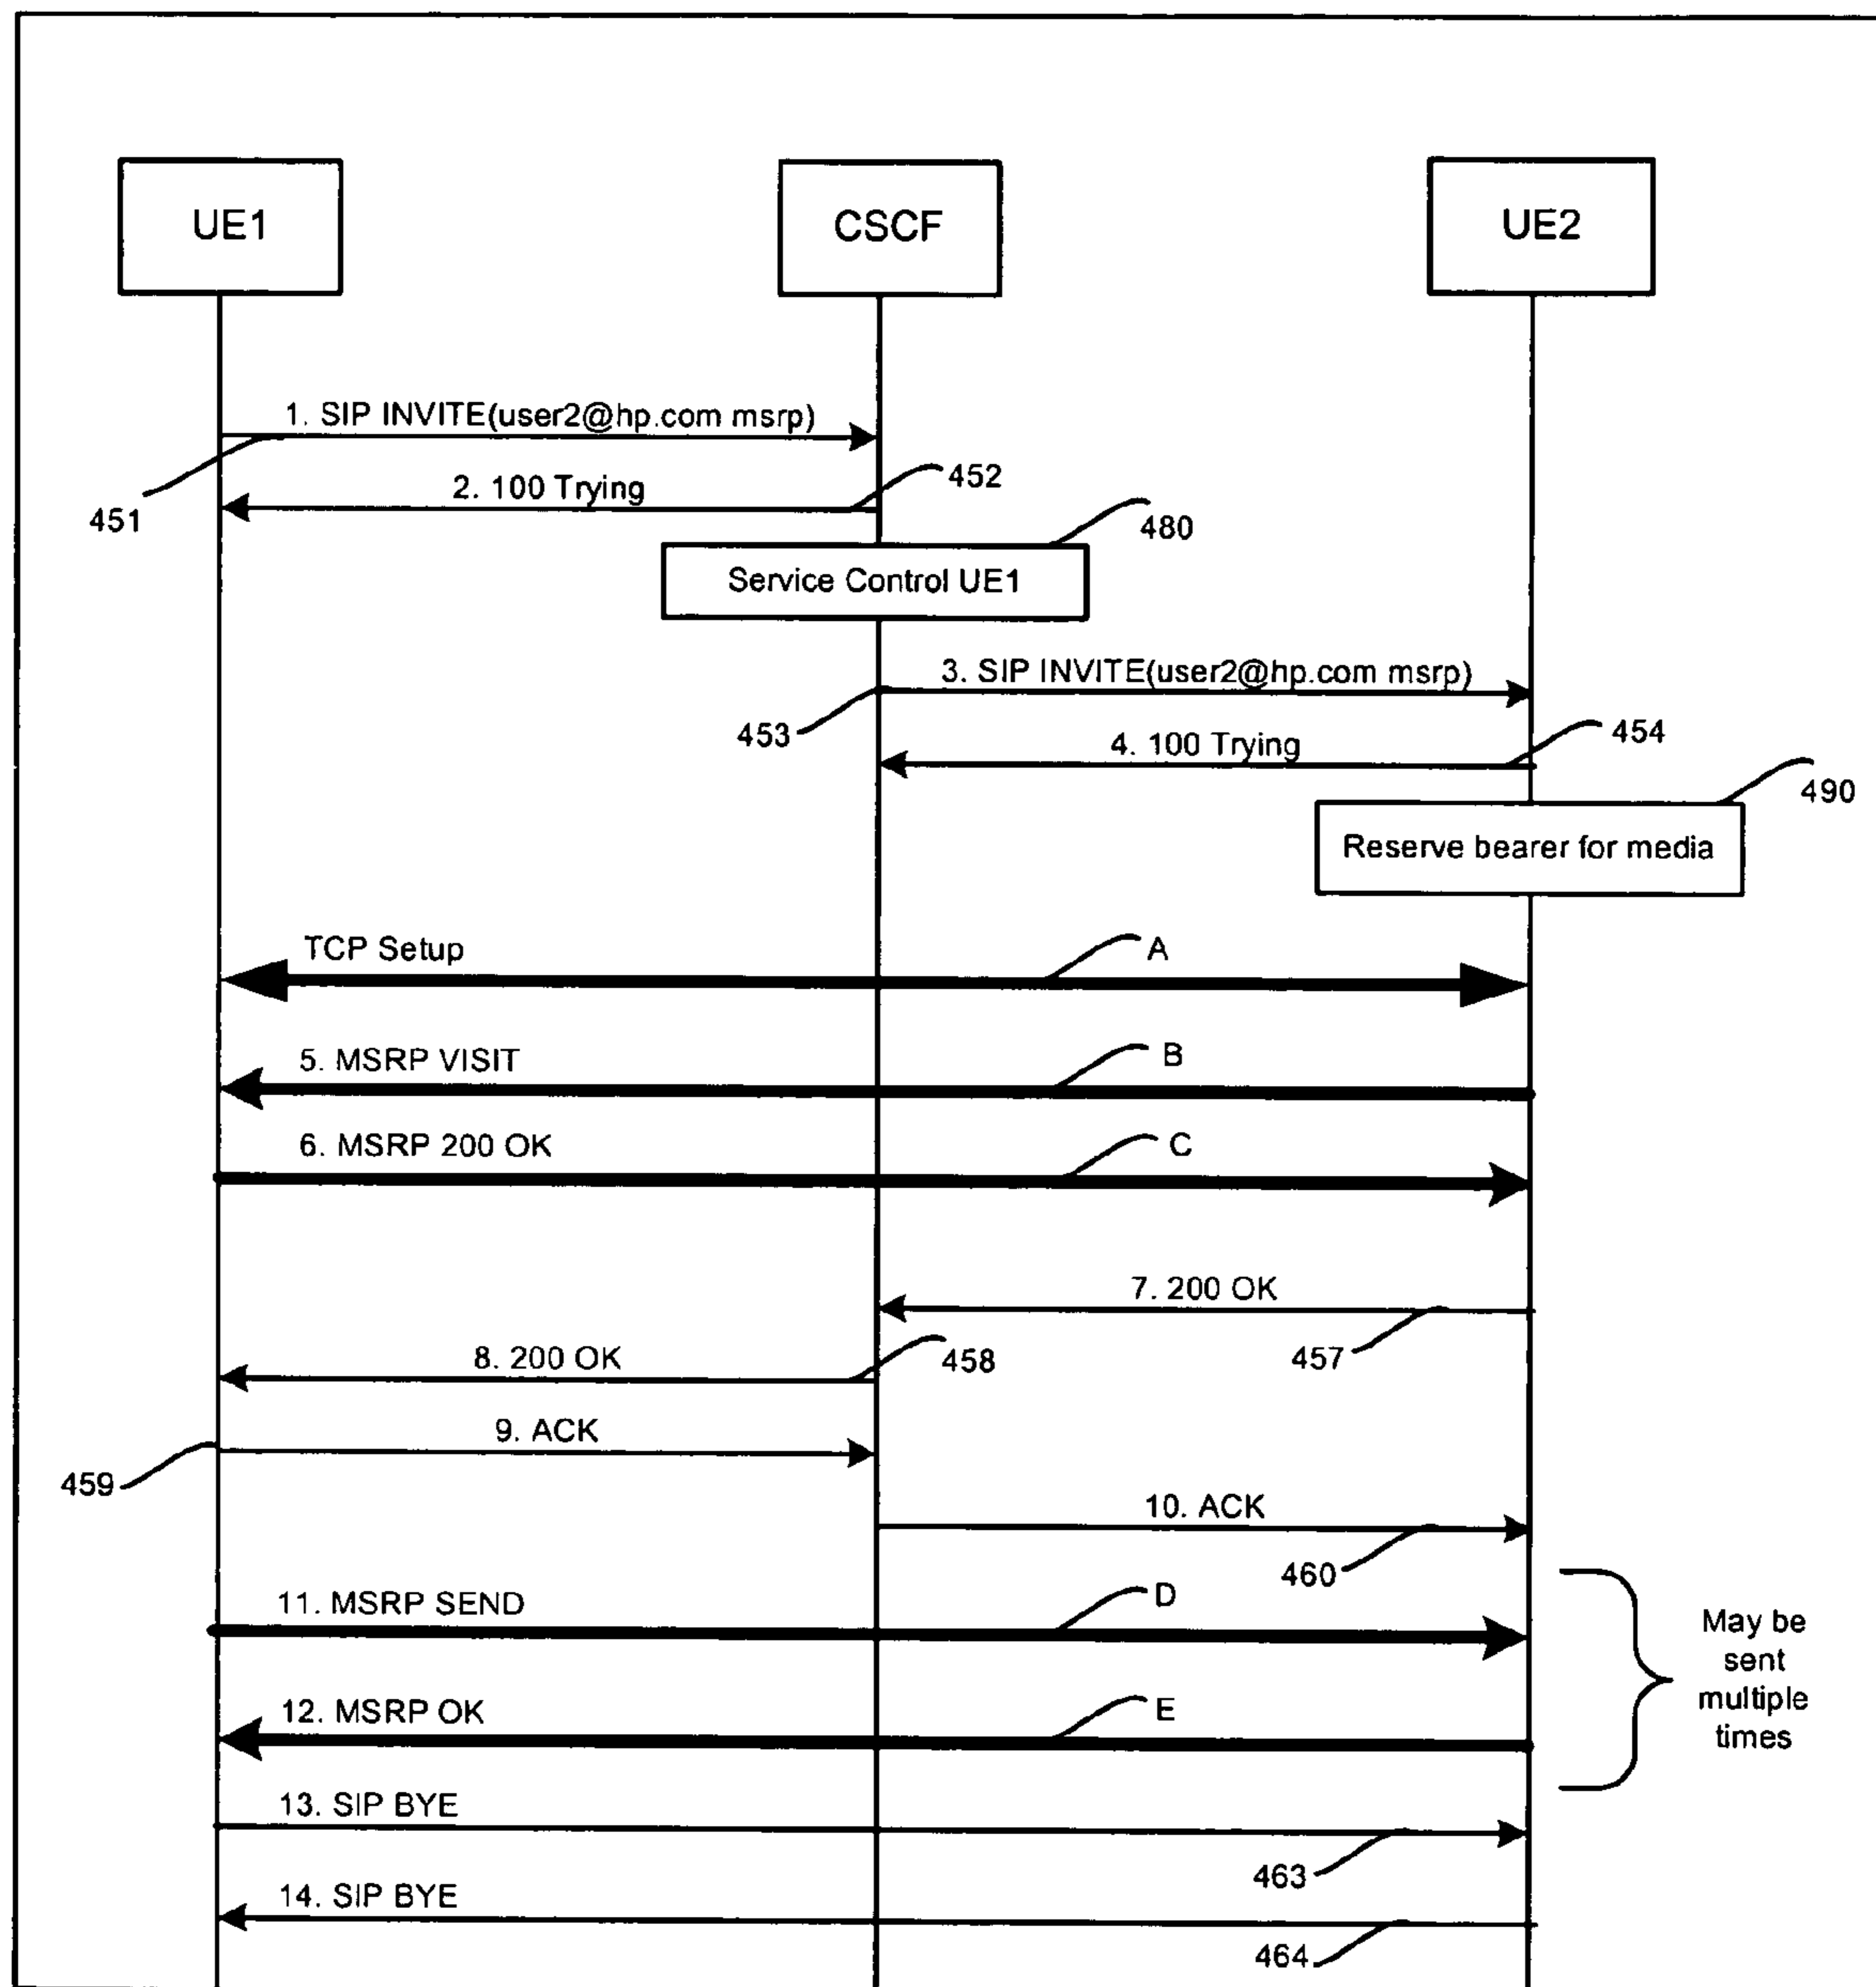 UE1
CSCF
UE2
1. SIP INVITE(user2@hp.com msrp)
451
2. 100 Trying
452
480
Service Control UE1
3. SIP INVITE(user2@hp.com msrp)
453
4. 100 Trying
454
490
Reserve bearer for media
TCP Setup
A
5. MSRP VISIT
B
6. MSRP 200 OK
C
7. 200 OK
457
8. 200 OK
458
9. ACK
459
10. ACK
460
11. MSRP SEND
D
12. MSRP OK
E
May be
sent
multiple
times
13. SIP BYE
463
14. SIP BYE
464